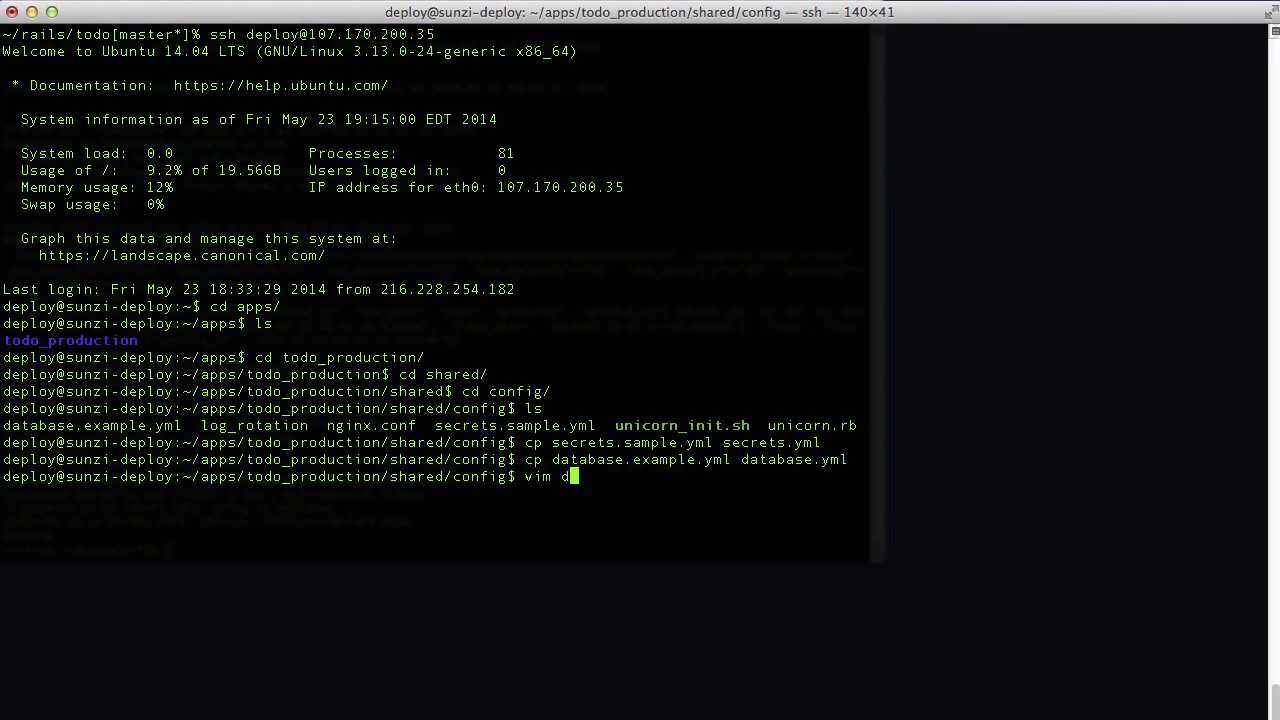 deploy@sunzi-deploy: ~/apps/todo_production/shared/config — ssh — 140×41
~/rails/todo[master*]% ssh deploy@107.170.200.35
Welcome to Ubuntu 14.04 LTS (GNU/Linux 3.13.0-24-generic x86_64)
* Documentation:  https://help.ubuntu.com/
System information as of Fri May 23 19:15:00 EDT 2014
System load:  0.0               Processes:           81
Usage of /:   9.2% of 19.56GB   Users logged in:     0
Memory usage: 12%               IP address for eth0: 107.170.200.35
Swap usage:   0%
Graph this data and manage this system at:
https://landscape.canonical.com/
Last login: Fri May 23 18:33:29 2014 from 216.228.254.182
deploy@sunzi-deploy:~$ cd apps/
deploy@sunzi-deploy:~/apps$ ls
todo_production
deploy@sunzi-deploy:~/apps$ cd todo_production/
deploy@sunzi-deploy:~/apps/todo_production$ cd shared/
deploy@sunzi-deploy:~/apps/todo_production/shared$ cd config/
deploy@sunzi-deploy:~/apps/todo_production/shared/config$ ls
database.example.yml  log_rotation  nginx.conf  secrets.sample.yml  unicorn_init.sh  unicorn.rb
deploy@sunzi-deploy:~/apps/todo_production/shared/config$ cp secrets.sample.yml secrets.yml
deploy@sunzi-deploy:~/apps/todo_production/shared/config$ cp database.example.yml database.yml
deploy@sunzi-deploy:~/apps/todo_production/shared/config$ vim d